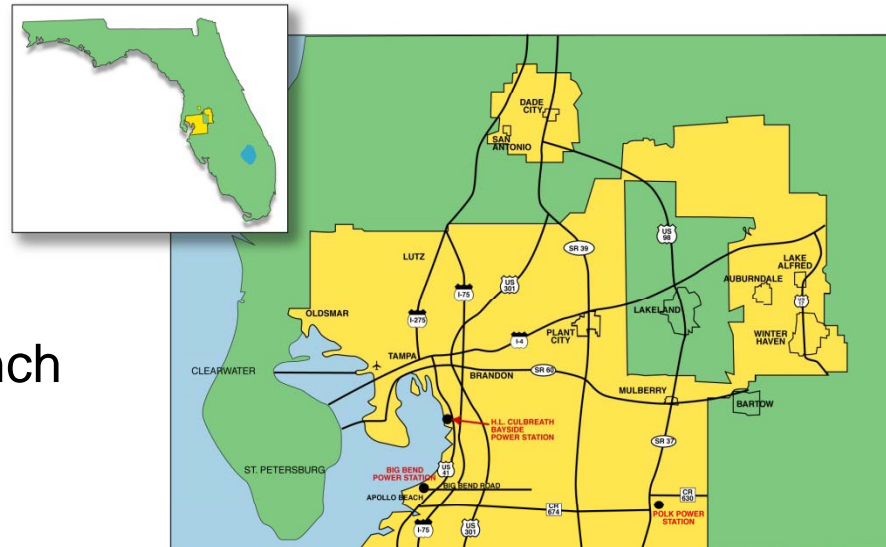 DADE
CITY
SAN
ANTONIO
US
98
SR 39
LUTZ
US
301
I-75
LAKE
ALFRED
AUBURNDALE
I-275
OLDSMAR
LAKELAND
US
17
PLANT
CITY
I-4
WINTER
HAVEN
nch
TAMPA
CLEARWATER
BRANDON
SR 60
MULBERRY
BARTOW
H.L. CULBREATH
BAYSIDE
POWER STATION
SR 37
ST. PETERSBURG
BIG BEND
POWER STATION
US
41
BIG BEND ROAD
APOLLO BEACH
CR
630
CR
674
POLK POWER
STATION
I-75
US
301